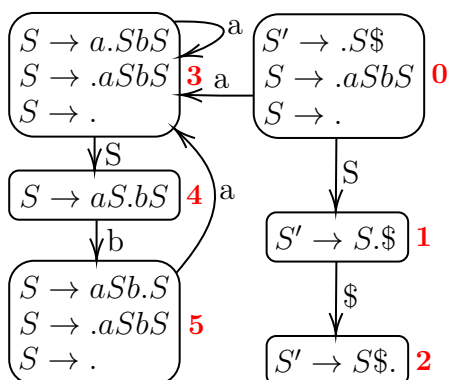 S → a.SbS
S → .aSbS
S → .
3
a
a
S' → .S$
S → .aSbS
S → .
0
S
S
S → aS.bS
4
a
b
S' → S.$
1
S → aSb.S
S → .aSbS
S → .
5
$
S' → S$.
2